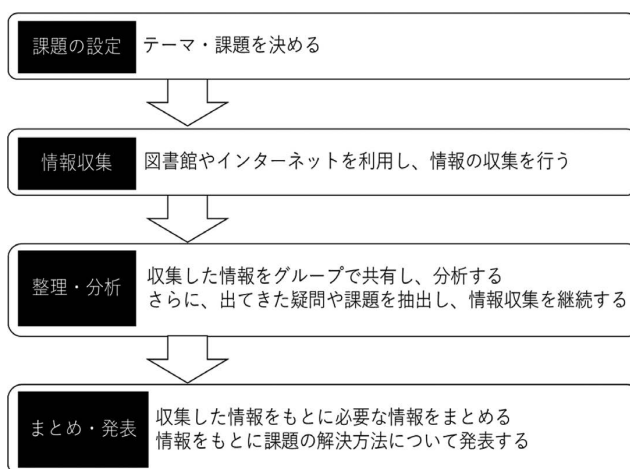 課題の設定
テーマ・課題を決める
情報収集
図書館やインターネットを利用し、情報の収集を行う
整理・分析
収集した情報をグループで共有し、分析する
さらに、出てきた疑問や課題を抽出し、情報収集を継続する
まとめ・発表
収集した情報をもとに必要な情報をまとめる
情報をもとに課題の解決方法について発表する